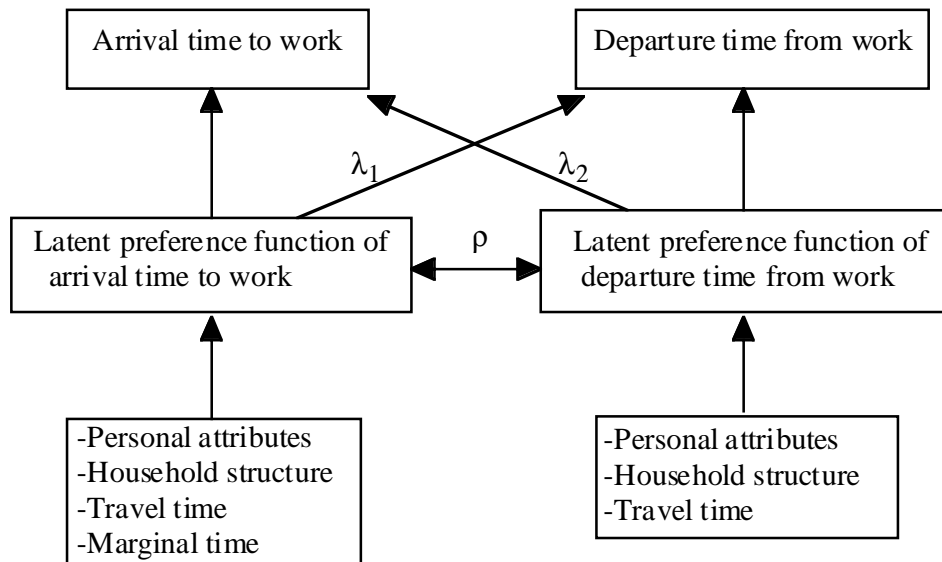 Arrival time to work
Departure time from work
λ1
λ2
Latent preference function of
arrival time to work
ρ
Latent preference function of
departure time from work
-Personal attributes
-Household structure
-Travel time
-Marginal time
-Personal attributes
-Household structure
-Travel time